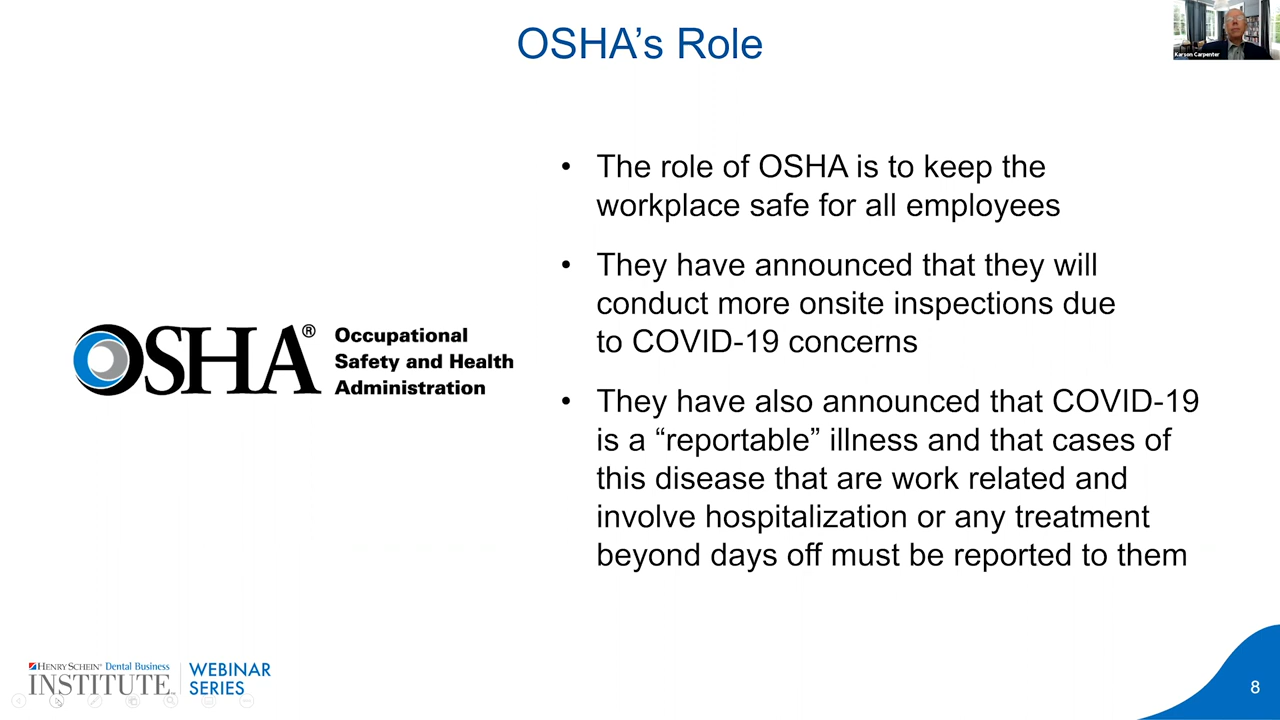 OSHA’s Role
Karson Carpenter
• The role of OSHA is to keep the
workplace safe for all employees
• They have announced that they will
conduct more onsite inspections due
to COVID-19 concerns
• They have also announced that COVID-19
is a “reportable” illness and that cases of
this disease that are work related and
involve hospitalization or any treatment
beyond days off must be reported to them
OSHA®
Occupational
Safety and Health
Administration
HENRY SCHEIN® Dental Business
INSTITUTE™
WEBINAR
SERIES
8